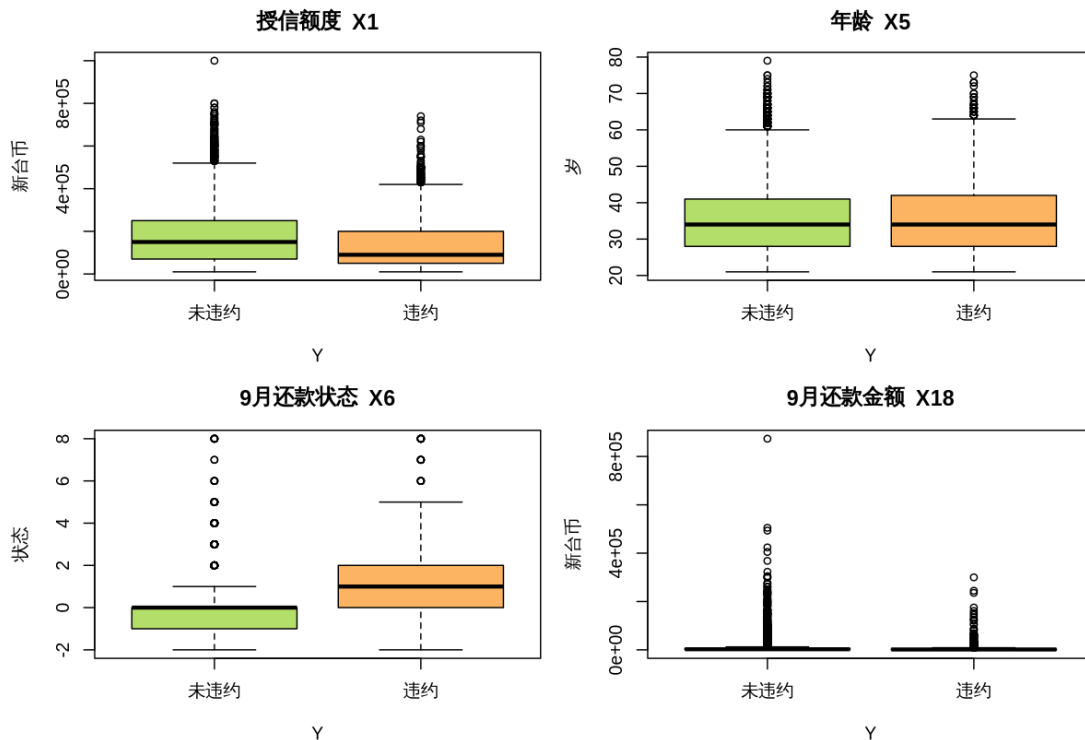 授信额度 X1
新台币
8e+05
4e+05
0e+00
未违约
违约
Y
年龄 X5
岁
80
70
60
50
40
30
20
未违约
违约
Y
9月还款状态 X6
状态
8
6
4
2
0
-2
未违约
违约
Y
9月还款金额 X18
新台币
8e+05
4e+05
0e+00
未违约
违约
Y